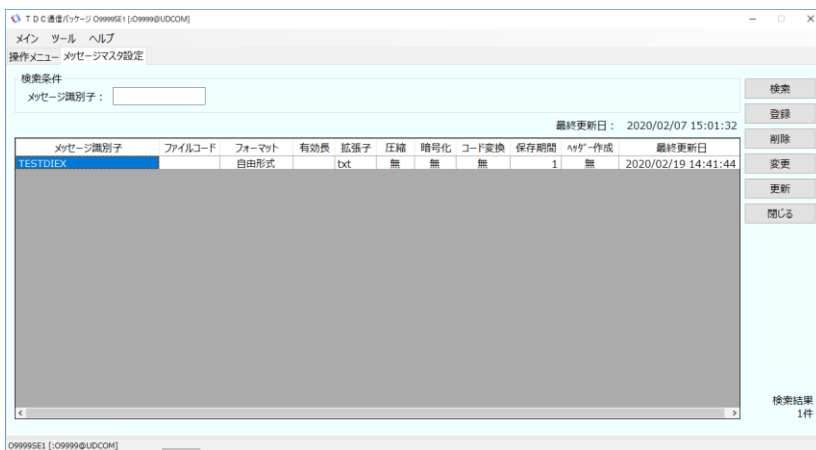 TDC通信パッケージ O9999SE1 [:O9999@UDCOM]
メイン ツール ヘルプ
操作メニュー メッセージマスタ設定
検索条件
メッセージ識別子：
検索
登録
削除
変更
更新
閉じる
最終更新日： 2020/02/07 15:01:32
メッセージ識別子 ファイルコード フォーマット 有効長 拡張子 圧縮 暗号化 コード変換 保存期間 ヘッダー作成 最終更新日
TESTDIEX 自由形式 txt 無 無 無 1 無 2020/02/19 14:41:44
検索結果
1件
O9999SE1 [:O9999@UDCOM]